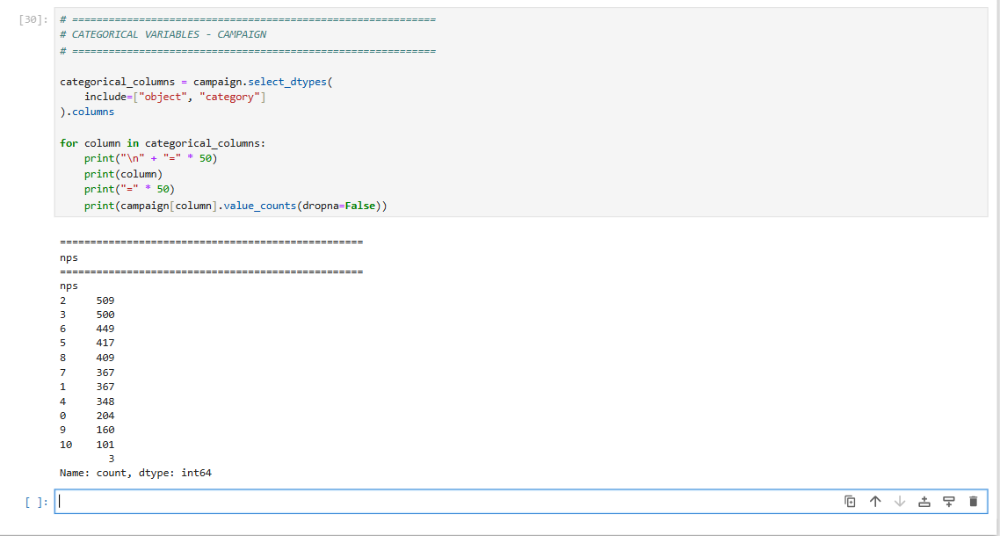 [30]: # ============================================================
# CATEGORICAL VARIABLES - CAMPAIGN
# ============================================================
categorical_columns = campaign.select_dtypes(
    include=["object", "category"]
).columns
for column in categorical_columns:
    print("\n" + "=" * 50)
    print(column)
    print("=" * 50)
    print(campaign[column].value_counts(dropna=False))
==================================================
nps
==================================================
nps
2     509
3     500
6     449
5     417
8     409
7     367
1     367
4     348
0     204
9     160
10    101
        3
Name: count, dtype: int64
[ ]: